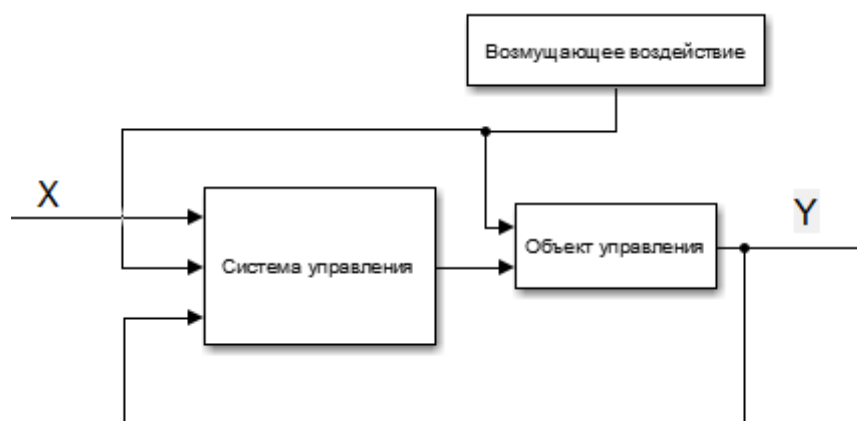 Возмущающее воздействие
X
Y
Система управления
Объект управления